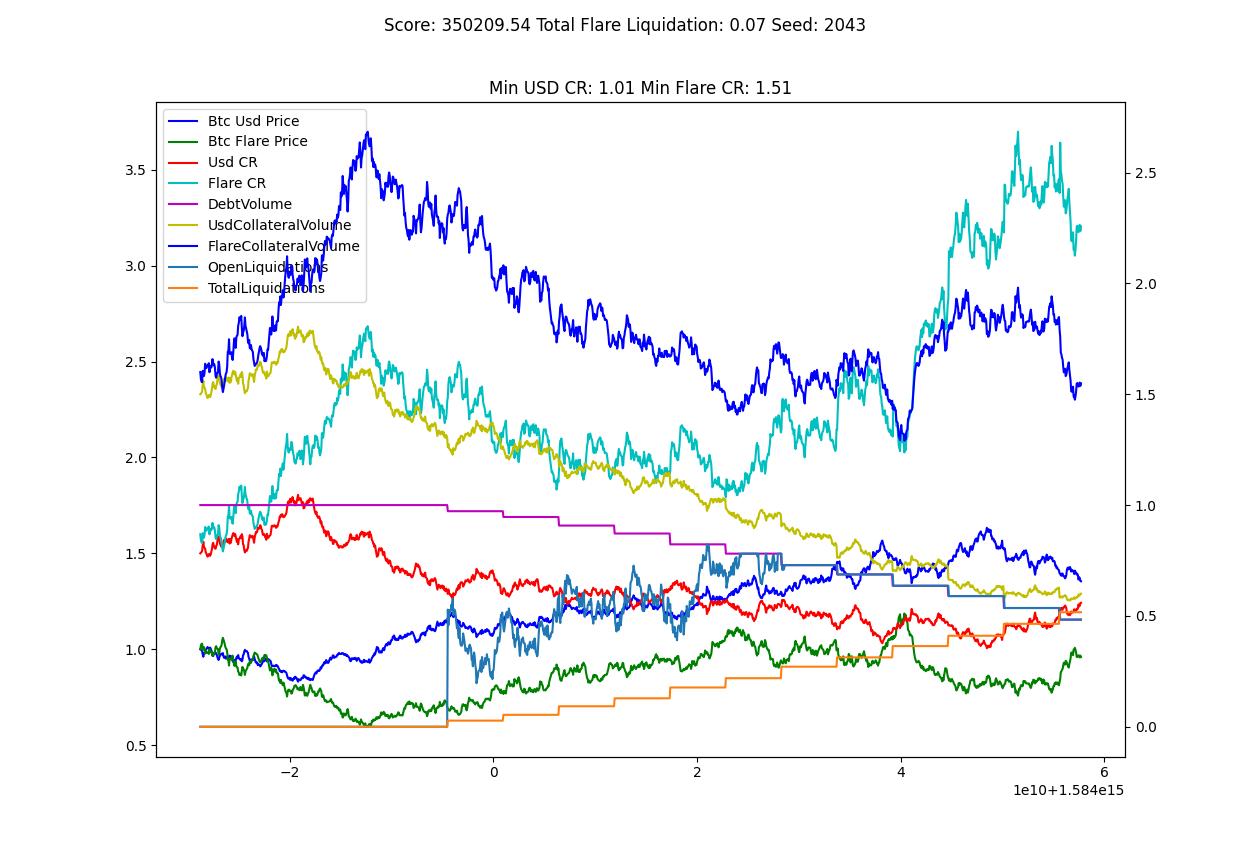 Score: 350209.54 Total Flare Liquidation: 0.07 Seed: 2043
Min USD CR: 1.01 Min Flare CR: 1.51
Btc Usd Price
Btc Flare Price
Usd CR
Flare CR
DebtVolume
UsdCollateralVolume
FlareCollateralVolume
OpenLiquidations
TotalLiquidations
3.5
3.0
2.5
2.0
1.5
1.0
0.5
2.5
2.0
1.5
1.0
0.5
0.0
−2
0
2
4
6
1e10+1.584e15